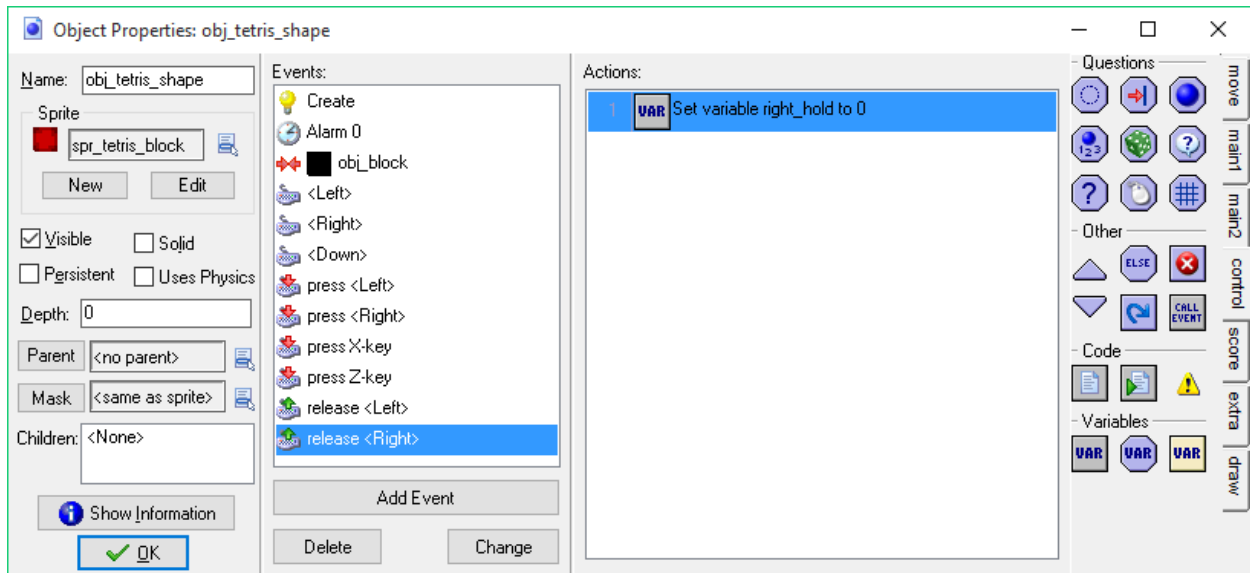 Object Properties: obj_tetris_shape
Name: obj_tetris_shape
Sprite
spr_tetris_block
New Edit
Visible Solid
Persistent Uses Physics
Depth: 0
Parent <no parent>
Mask <same as sprite>
Children: <None>
Show Information
OK
Events:
Create
Alarm 0
obj_block
<Left>
<Right>
<Down>
press <Left>
press <Right>
press X-key
press Z-key
release <Left>
release <Right>
Add Event
Delete Change
Actions:
1 VAR Set variable right_hold to 0
Questions
123
?
?
Other
ELSE
CALL
EVENT
Code
Variables
VAR VAR VAR
move
main1
main2
control
score
extra
draw